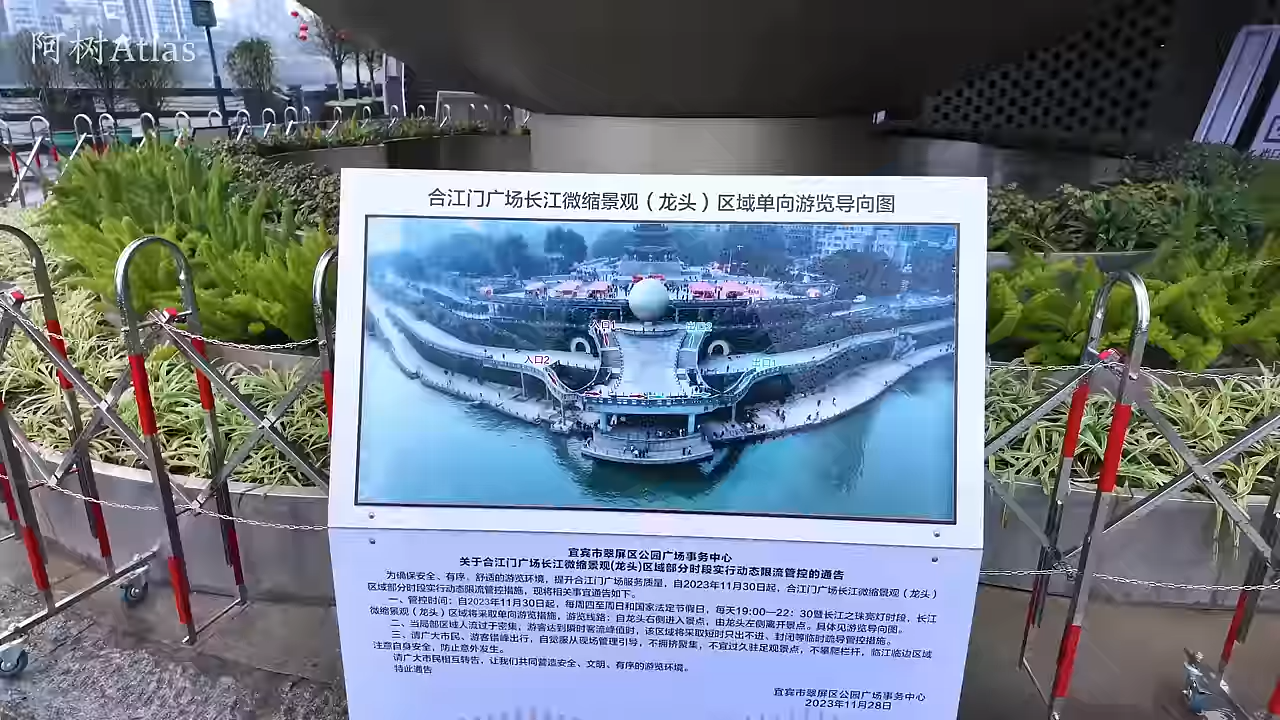 阿树Atlas
合江门广场长江微缩景观（龙头）区域单向游览导向图
入口1
出口2
入口2
出口1
宜宾市翠屏区公园广场事务中心
关于合江门广场长江微缩景观(龙头)区域部分时段实行动态限流管控的通告
为确保安全、有序、舒适的游览环境，提升合江门广场服务质量，自2023年11月30日起，合江门广场长江微缩景观（龙头）
区域部分时段实行动态限流管控措施，现将相关事宜通告如下。
一、管控时间：自2023年11月30日起，每周四至周日和国家法定节假日，每天19:00—22：30暨长江之珠亮灯时段，长江
微缩景观（龙头）区域将采取单向游览措施，游览线路：自龙头右侧进入景点，由龙头左侧离开景点。具体见游览导向图。
二、当局部区域人流过于密集，游客达到瞬时客流峰值时，该区域将采取短时只出不进、封闭等临时疏导管控措施。
三、请广大市民、游客错峰出行，自觉服从现场管理引导，不拥挤聚集，不宜过久驻足观景点，不攀爬栏杆，临江临边区域
注意自身安全，防止意外发生。
请广大市民相互转告，让我们共同营造安全、文明、有序的游览环境。
特此通告
宜宾市翠屏区公园广场事务中心
2023年11月28日